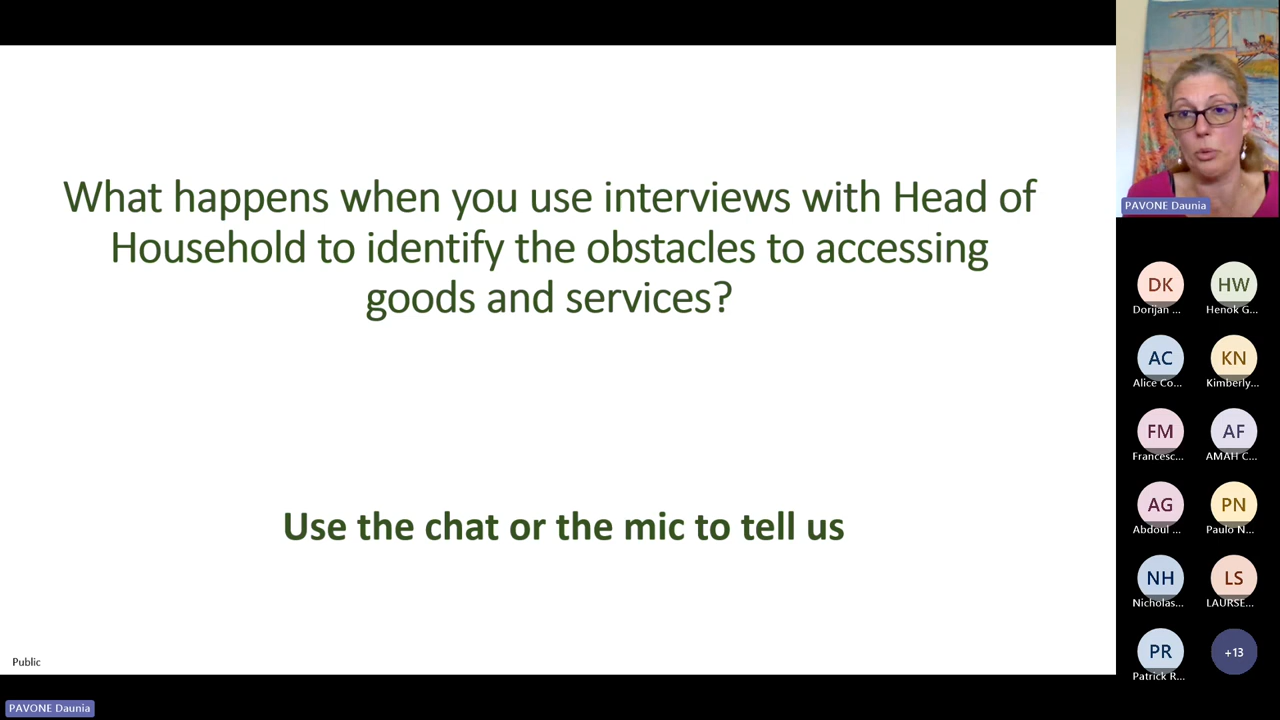 What happens when you use interviews with Head of
Household to identify the obstacles to accessing
goods and services?
Use the chat or the mic to tell us
Public
PAVONE Daunia
PAVONE Daunia
DK
HW
Dorijan ...
Henok G...
AC
KN
Alice Co...
Kimberly...
FM
AF
Francesc...
AMAH C...
AG
PN
Abdoul ...
Paulo N...
NH
LS
Nicholas...
LAURSE...
PR
+13
Patrick R...